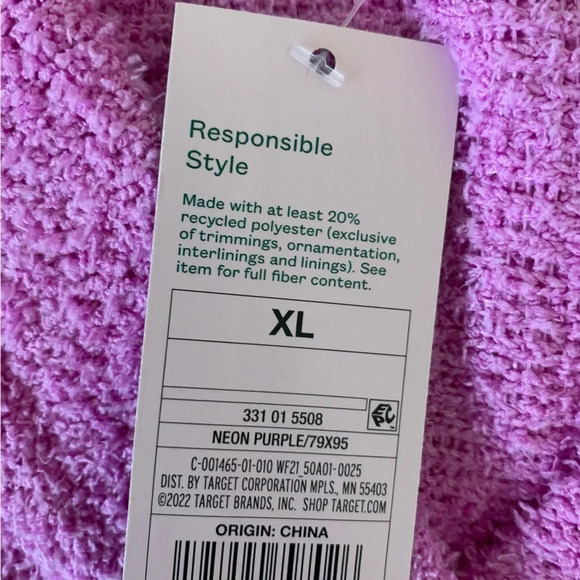 Responsible
Style
Made with at least 20%
recycled polyester (exclusive
of trimmings, ornamentation,
interlinings and linings). See
item for full fiber content.
XL
331 01 5508
EPC
NEON PURPLE/79X95
C-001465-01-010 WF21_50A01-0025
DIST. BY TARGET CORPORATION MPLS., MN 55403
©2022 TARGET BRANDS, INC. SHOP TARGET.COM
ORIGIN: CHINA